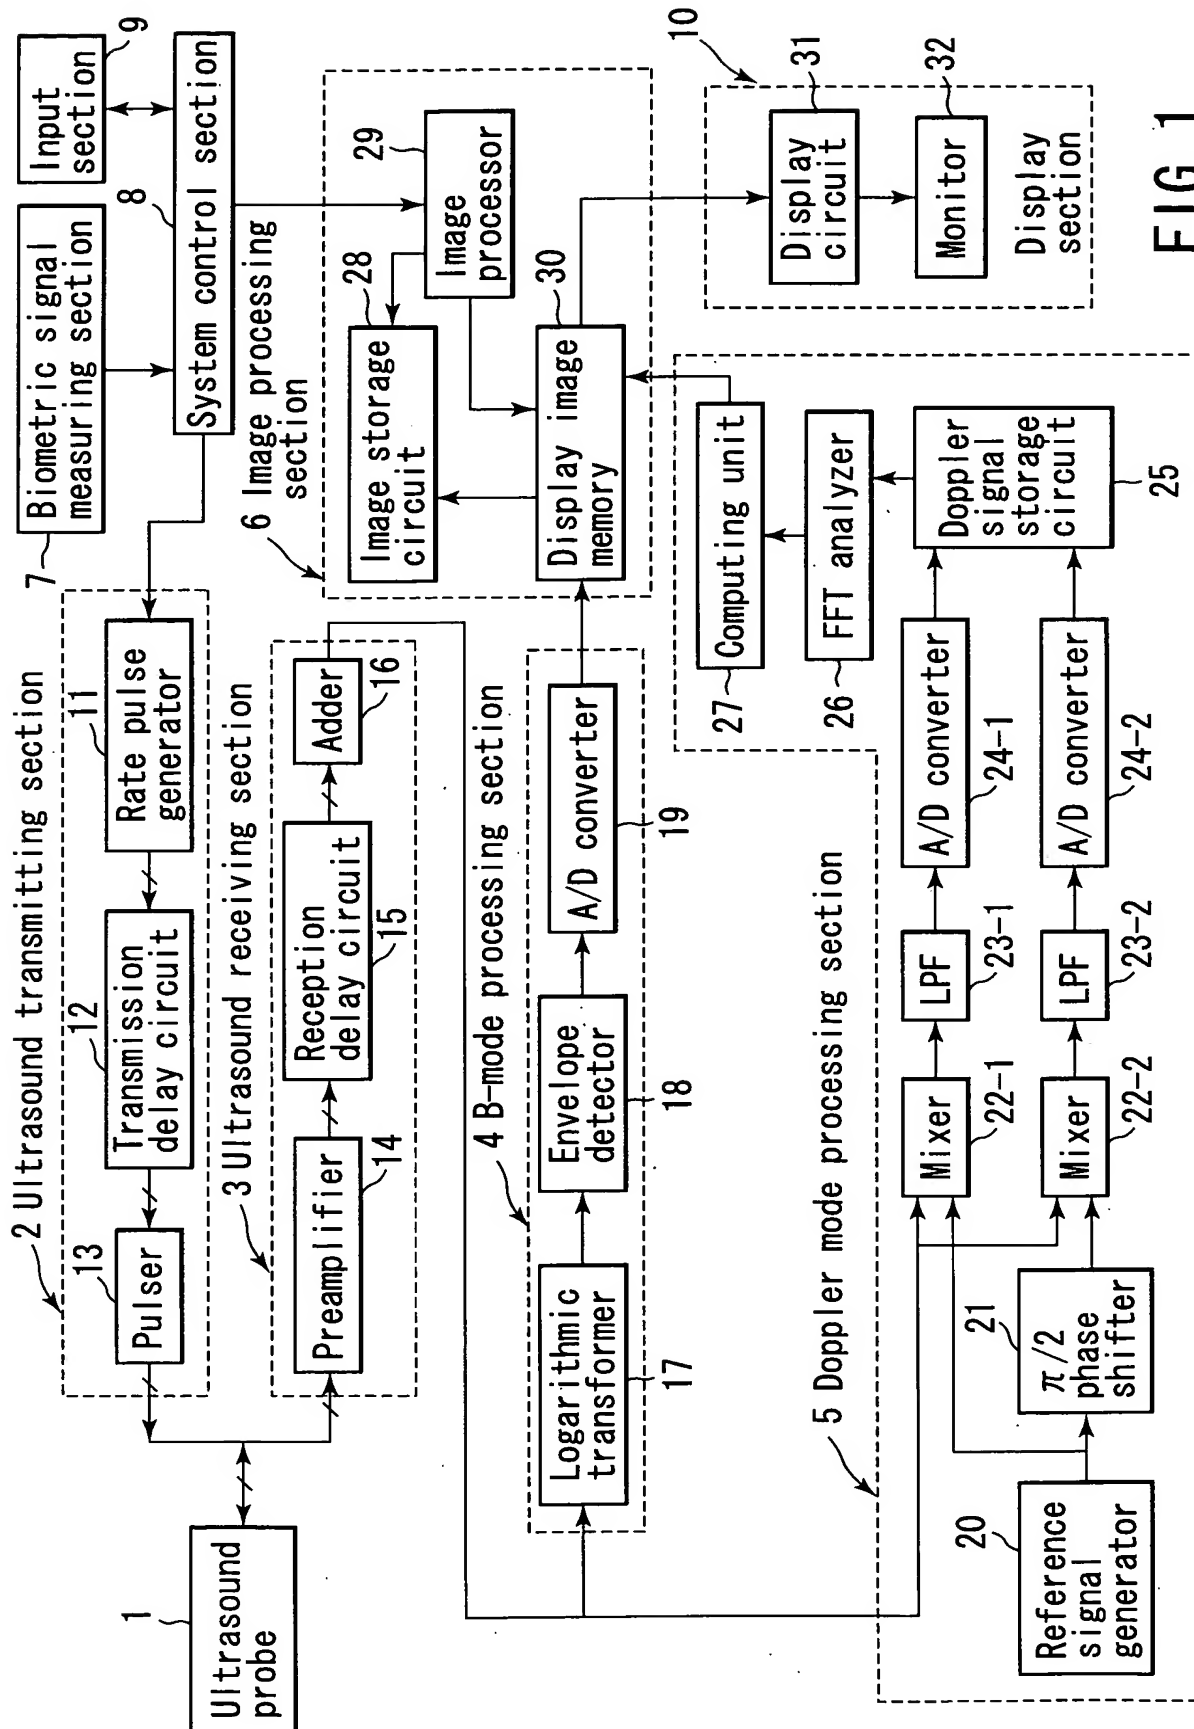 1
Ultrasound
probe
2 Ultrasound transmitting section
13
Pulser
12
Transmission
delay circuit
11
Rate pulse
generator
3 Ultrasound receiving section
Preamplifier
14
Reception
delay circuit
15
Adder
16
7
Biometric signal
measuring section
Input
section
9
8
System control section
4 B-mode processing section
Logarithmic
transformer
17
Envelope
detector
18
A/D converter
19
6 Image processing
section
28
Image storage
circuit
29
Image
processor
30
Display image
memory
10
Display
circuit
31
Monitor
32
Display
section
5 Doppler mode processing section
20
Reference
signal
generator
21
π/2
phase
shifter
Mixer
22-1
LPF
23-1
A/D converter
24-1
Mixer
22-2
LPF
23-2
A/D converter
24-2
Doppler
signal
storage
circuit
25
FFT analyzer
26
Computing unit
27
FIG. 1